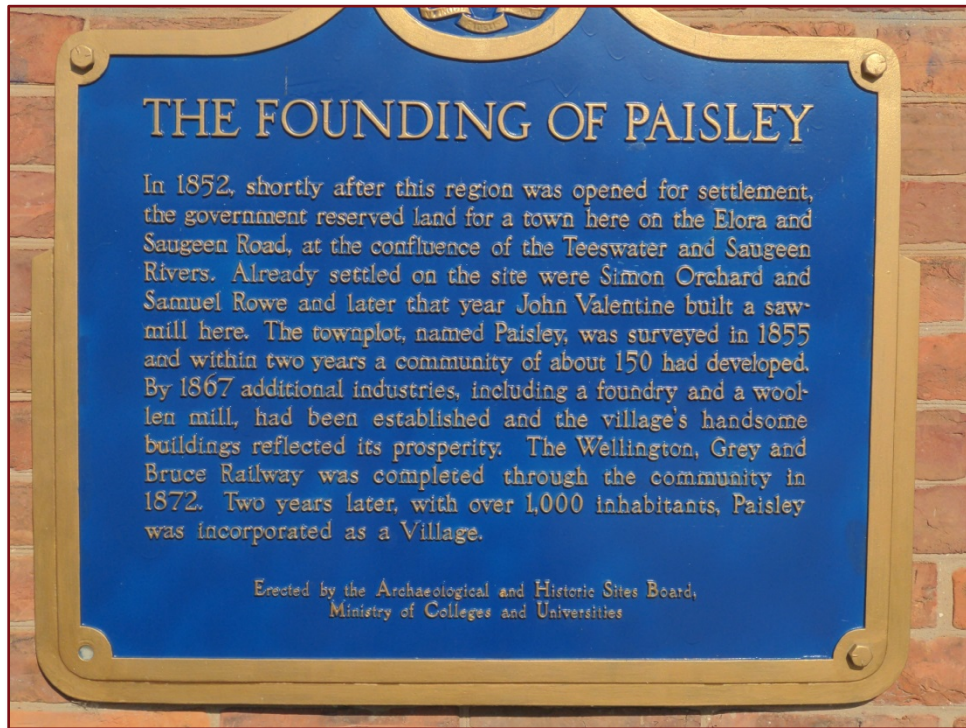 THE FOUNDING OF PAISLEY
In 1852, shortly after this region was opened for settlement,
the government reserved land for a town here on the Elora and
Saugeen Road, at the confluence of the Teeswater and Saugeen
Rivers. Already settled on the site were Simon Orchard and
Samuel Rowe and later that year John Valentine built a saw-
mill here. The townplot, named Paisley, was surveyed in 1855
and within two years a community of about 150 had developed.
By 1867 additional industries, including a foundry and a wool-
len mill, had been established and the village's handsome
buildings reflected its prosperity. The Wellington, Grey and
Bruce Railway was completed through the community in
1872. Two years later, with over 1,000 inhabitants, Paisley
was incorporated as a Village.
Erected by the Archaeological and Historic Sites Board,
Ministry of Colleges and Universities